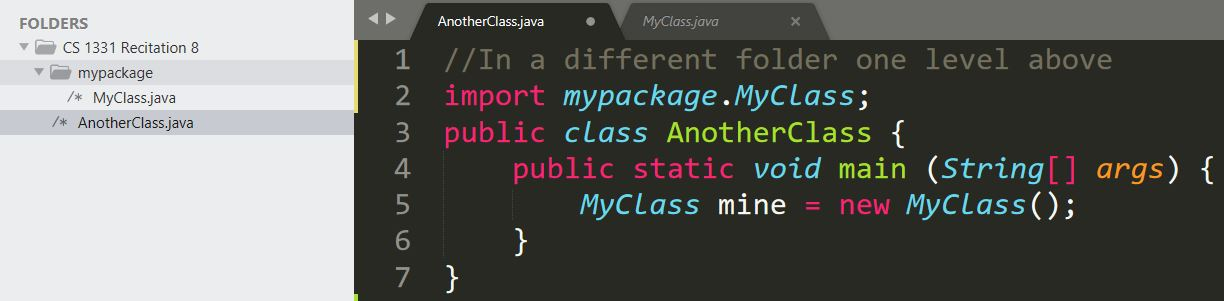 FOLDERS
CS 1331 Recitation 8
mypackage
/* MyClass.java
/* AnotherClass.java
AnotherClass.java
MyClass.java
1 //In a different folder one level above
2 import mypackage.MyClass;
3 public class AnotherClass {
4 public static void main (String[] args) {
5 MyClass mine = new MyClass();
6 }
7 }